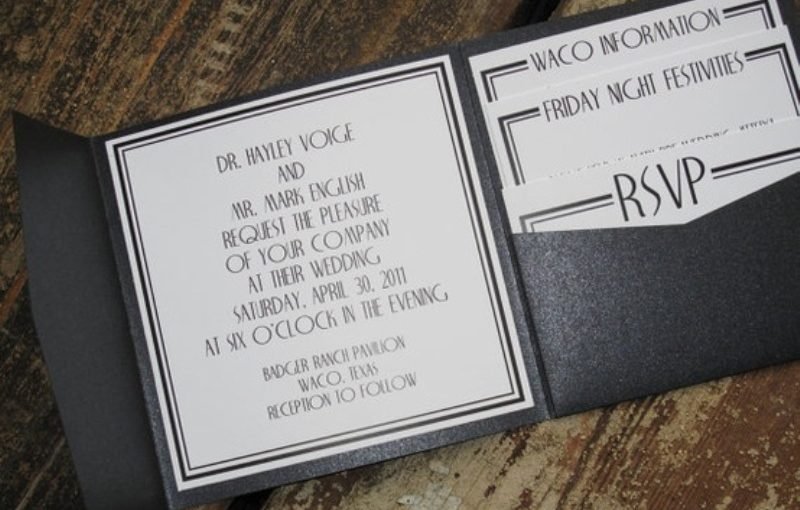 DR. HAYLEY VOIGE
AND
MR. MARK ENGLISH
REQUEST THE PLEASURE
OF YOUR COMPANY
AT THEIR WEDDING
SATURDAY, APRIL 30, 2011
AT SIX O'CLOCK IN THE EVENING
BADGER RANCH PAVILION
WACO, TEXAS
RECEPTION TO FOLLOW
WACO INFORMATION
FRIDAY NIGHT FESTIVITIES
RSVP